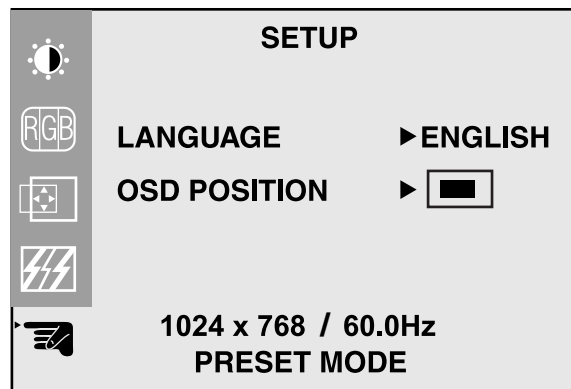 SETUP
RGB
LANGUAGE ▶ENGLISH
OSD POSITION ▶
1024 x 768 / 60.0Hz
PRESET MODE